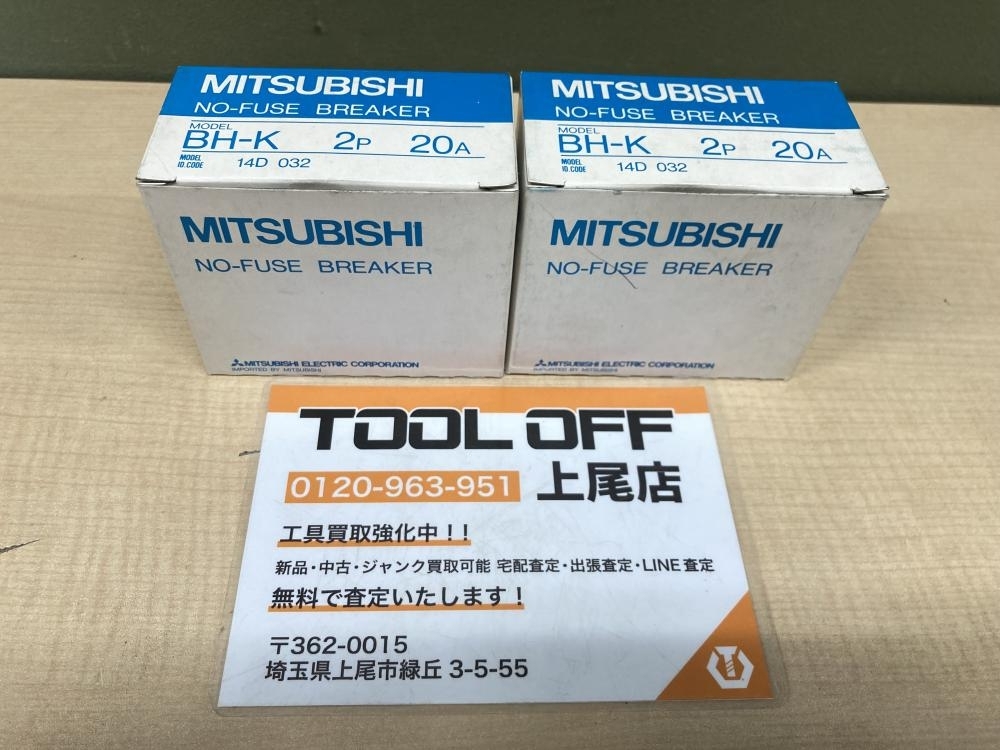 MITSUBISHI
NO-FUSE BREAKER
MODEL
BH-K 2P 20A
MODEL
ID.CODE 14D 032
MITSUBISHI
NO-FUSE BREAKER
MITSUBISHI ELECTRIC CORPORATION
IMPORTED BY MITSUBISHI
MITSUBISHI
NO-FUSE BREAKER
MODEL
BH-K 2P 20A
MODEL
ID.CODE 14D 032
MITSUBISHI
NO-FUSE BREAKER
MITSUBISHI ELECTRIC CORPORATION
IMPORTED BY MITSUBISHI
TOOL OFF
0120-963-951 上尾店
工具買取強化中!!
新品・中古・ジャンク買取可能 宅配査定・出張査定・LINE査定
無料で査定いたします!
〒362-0015
埼玉県上尾市緑丘 3-5-55